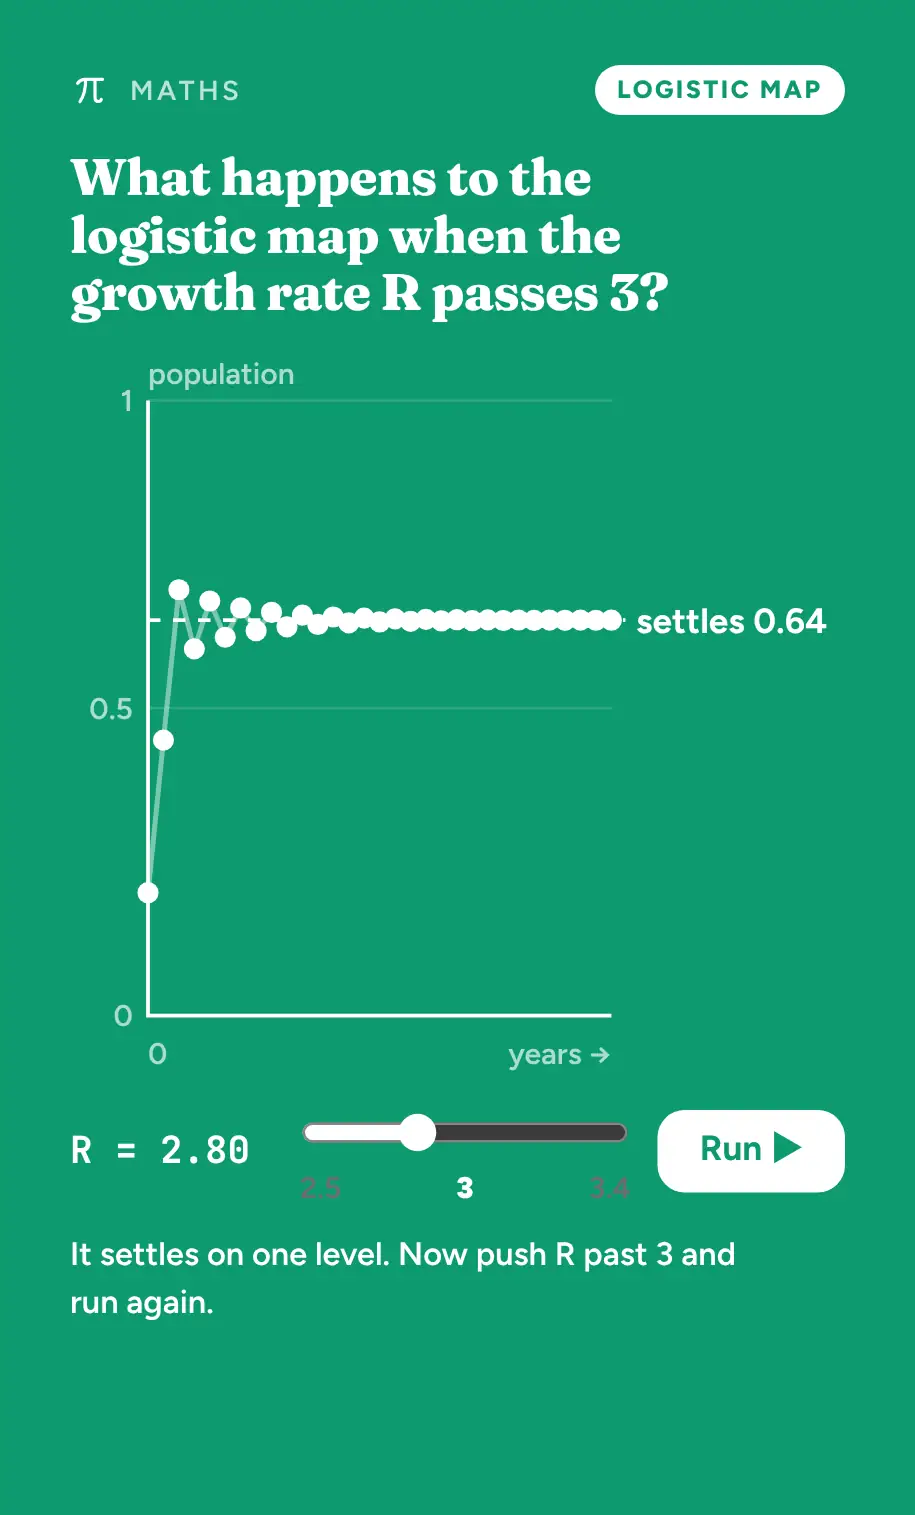 π MATHS
LOGISTIC MAP
What happens to the
logistic map when the
growth rate R passes 3?
population
1
settles 0.64
0.5
0
0
years →
R = 2.80
2.5 3 3.4
Run ▶
It settles on one level. Now push R past 3 and
run again.